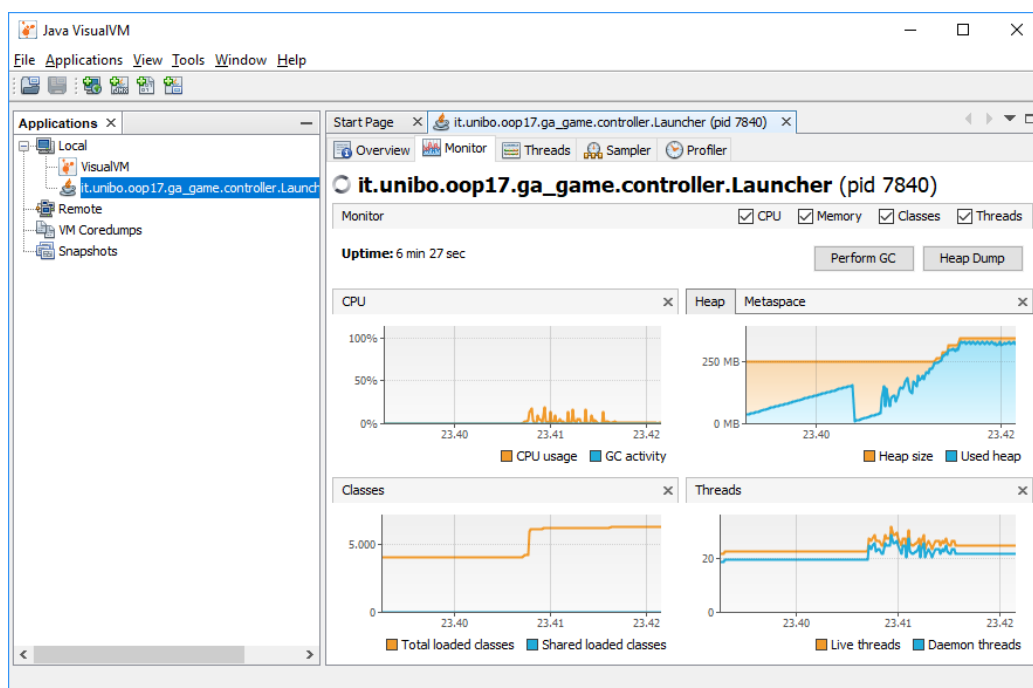 Java VisualVM
File Applications View Tools Window Help
Applications
Local
VisualVM
it.unibo.oop17.ga_game.controller.Launch
Remote
VM Coredumps
Snapshots
Start Page it.unibo.oop17.ga_game.controller.Launcher (pid 7840)
Overview Monitor Threads Sampler Profiler
it.unibo.oop17.ga_game.controller.Launcher (pid 7840)
Monitor CPU Memory Classes Threads
Uptime: 6 min 27 sec Perform GC Heap Dump
CPU
100%
50%
0%
23.40 23.41 23.42
CPU usage GC activity
Heap Metaspace
250 MB
0 MB
23.40 23.42
Heap size Used heap
Classes
5.000
0
23.40 23.41 23.42
Total loaded classes Shared loaded classes
Threads
20
0
23.40 23.41 23.42
Live threads Daemon threads